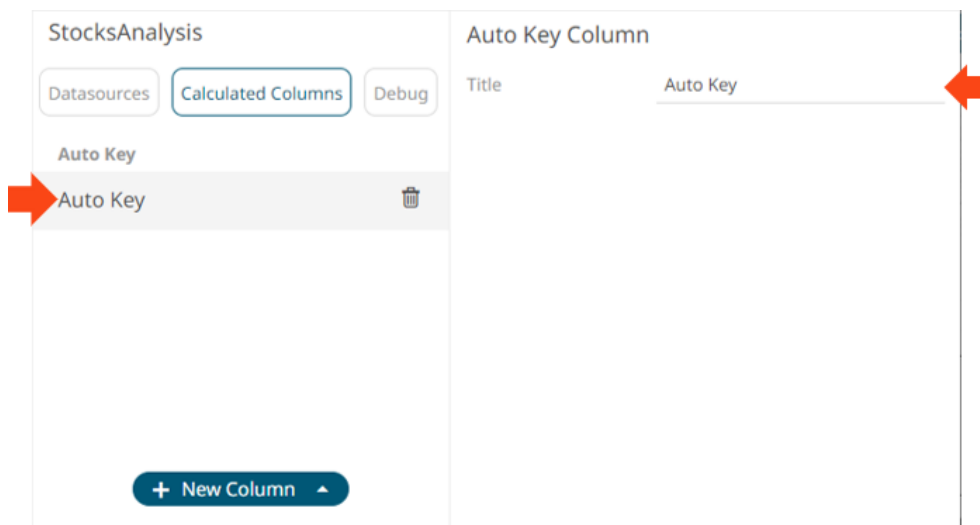 StocksAnalysis
Datasources
Calculated Columns
Debug
Auto Key
Auto Key
New Column
Auto Key Column
Title
Auto Key